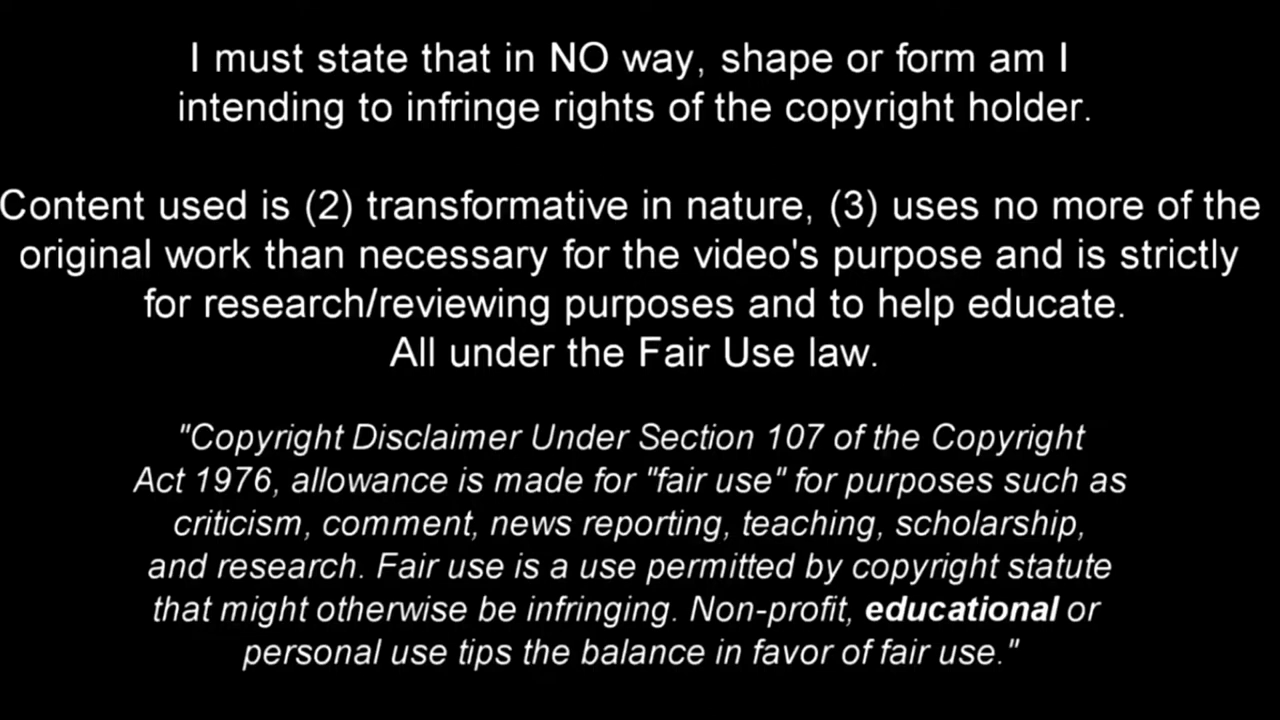 I must state that in NO way, shape or form am I
intending to infringe rights of the copyright holder.
Content used is (2) transformative in nature, (3) uses no more of the
original work than necessary for the video's purpose and is strictly
for research/reviewing purposes and to help educate.
All under the Fair Use law.
"Copyright Disclaimer Under Section 107 of the Copyright
Act 1976, allowance is made for "fair use" for purposes such as
criticism, comment, news reporting, teaching, scholarship,
and research. Fair use is a use permitted by copyright statute
that might otherwise be infringing. Non-profit, educational or
personal use tips the balance in favor of fair use."